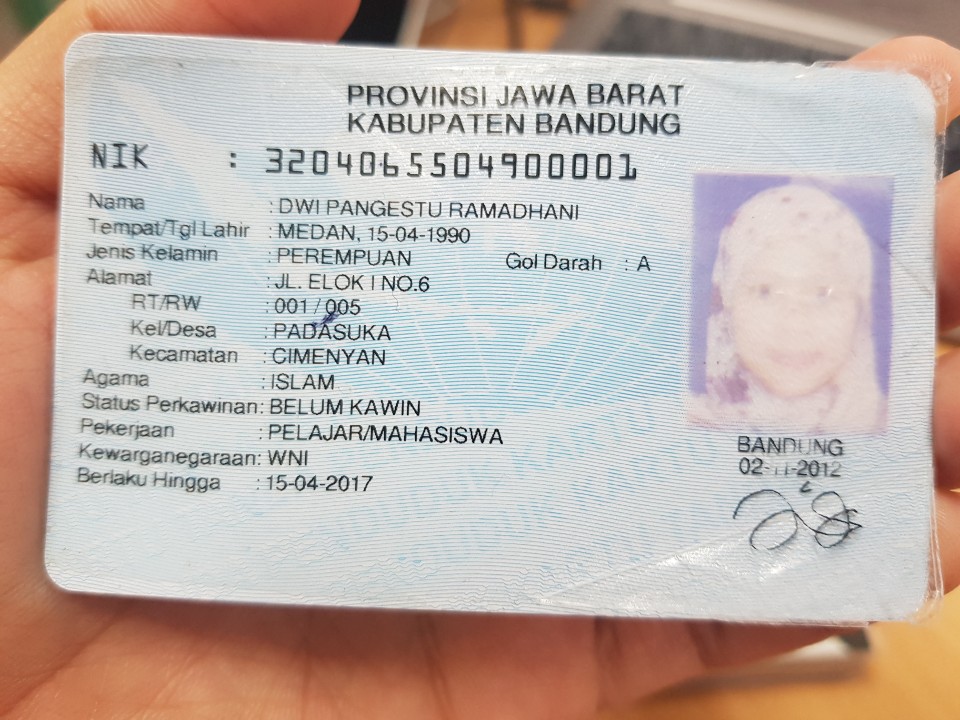 PROVINSI JAWA BARAT
KABUPATEN BANDUNG
NIK : 3204065504900001
Nama : DWI PANGESTU RAMADHANI
Tempat/Tgl Lahir : MEDAN, 15-04-1990
Jenis Kelamin : PEREMPUAN Gol Darah : A
Alamat : JL. ELOK I NO.6
RT/RW : 001 / 005
Kel/Desa : PADASUKA
Kecamatan : CIMENYAN
Agama : ISLAM
Status Perkawinan: BELUM KAWIN
Pekerjaan : PELAJAR/MAHASISWA
Kewarganegaraan: WNI
Berlaku Hingga : 15-04-2017
BANDUNG
02-11-2012